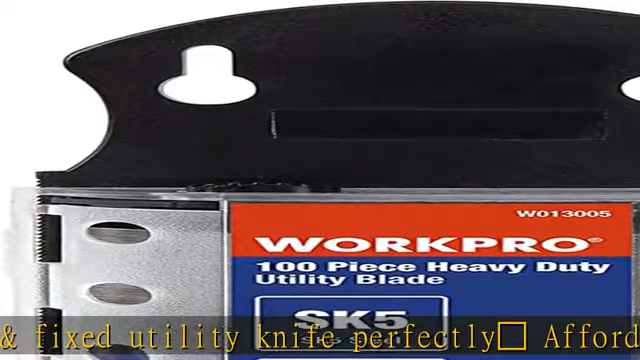 W013005
WORKPRO®
100 Piece Heavy Duty
Utility Blade
SK5
& fixed utility knife perfectly□ Afford